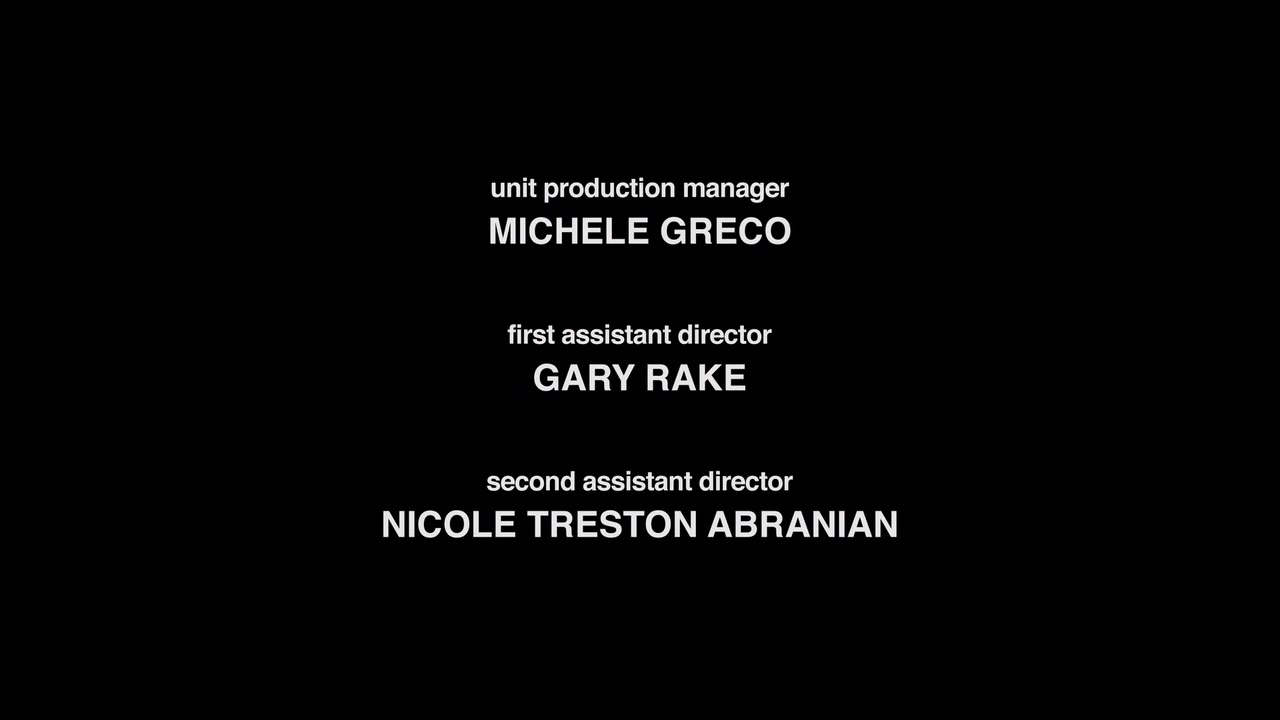 unit production manager
MICHELE GRECO
first assistant director
GARY RAKE
second assistant director
NICOLE TRESTON ABRANIAN